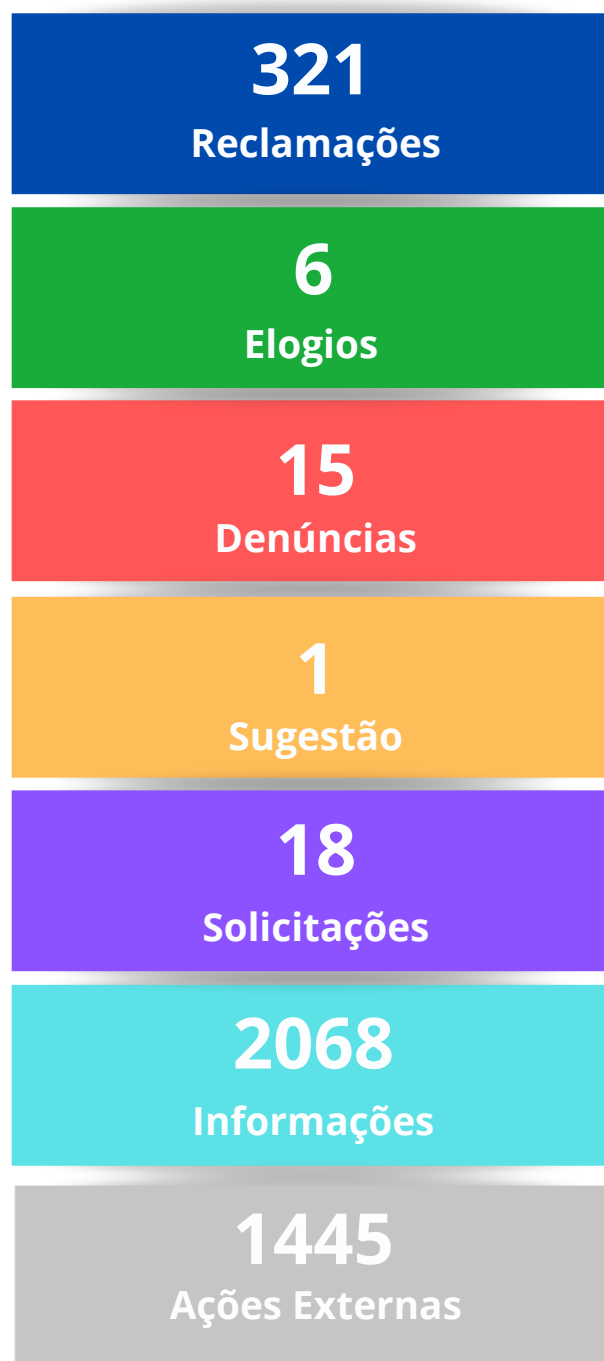 321
Reclamações
6
Elogios
15
Denúncias
1
Sugestão
18
Solicitações
2068
Informações
1445
Ações Externas